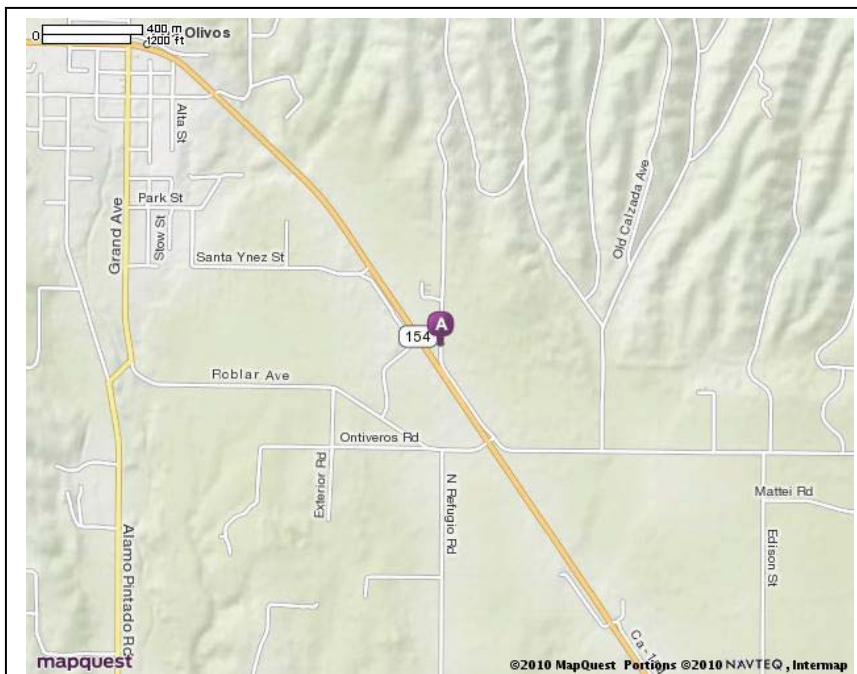 0
400 m
1200 ft
Olivos
Alta St
Park St
Grand Ave
Stow St
Santa Ynez St
Old Calzada Ave
A
154
Roblar Ave
Ontiveros Rd
Exterior Rd
N Refugio Rd
Mattei Rd
Edison St
Alamo Pintado Rd
mapquest
©2010 MapQuest Portions ©2010 NAVTEQ, Intermap